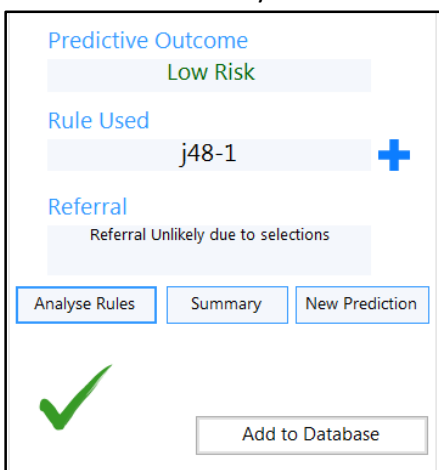 Predictive Outcome
Low Risk
Rule Used
j48-1
Referral
Referral Unlikely due to selections
Analyse Rules Summary New Prediction
Add to Database